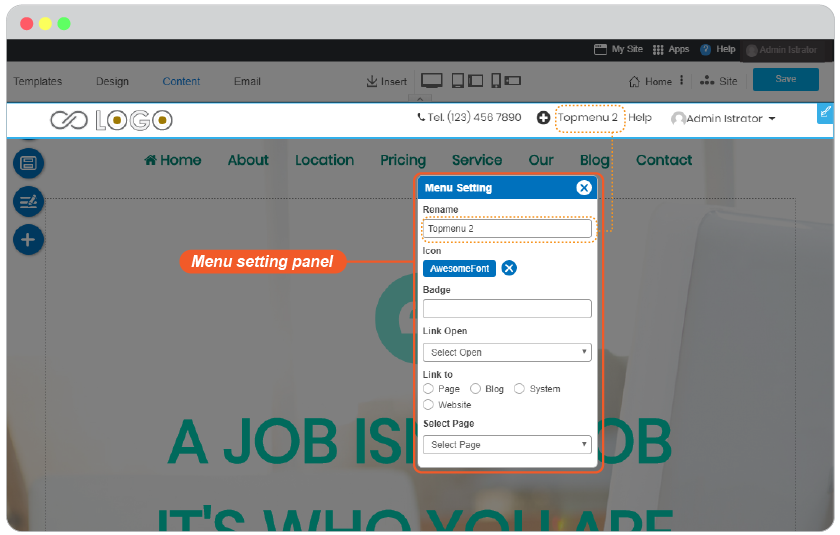 My Site Apps ? Help Admin Istrator
Templates Design Content Email Insert Home Site Save
LOGO Tel. (123) 456 7890 Topmenu 2 Help Admin Istrator
Home About Location Pricing Service Our Blog Contact
Menu Setting
Rename
Topmenu 2
Menu setting panel
Icon
AwesomeFont
Badge
Link Open
Select Open
Link to
Page Blog System
Website
Select Page
Select Page
A JOB IS OB
IT'S WHO YOU ARE